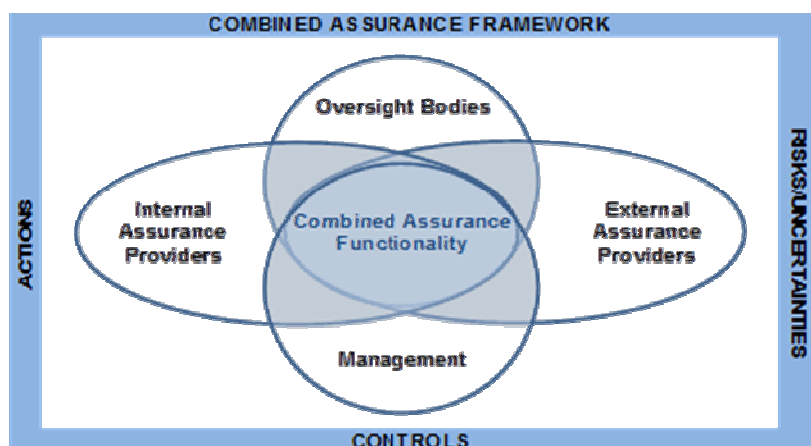 COMBINED ASSURANCE FRAMEWORK
Oversight Bodies
ACTIONS
Internal
Assurance
Providers
Combined Assurance
Functionality
External
Assurance
Providers
RISKS/UNCERTAINTIES
Management
CONTROLS